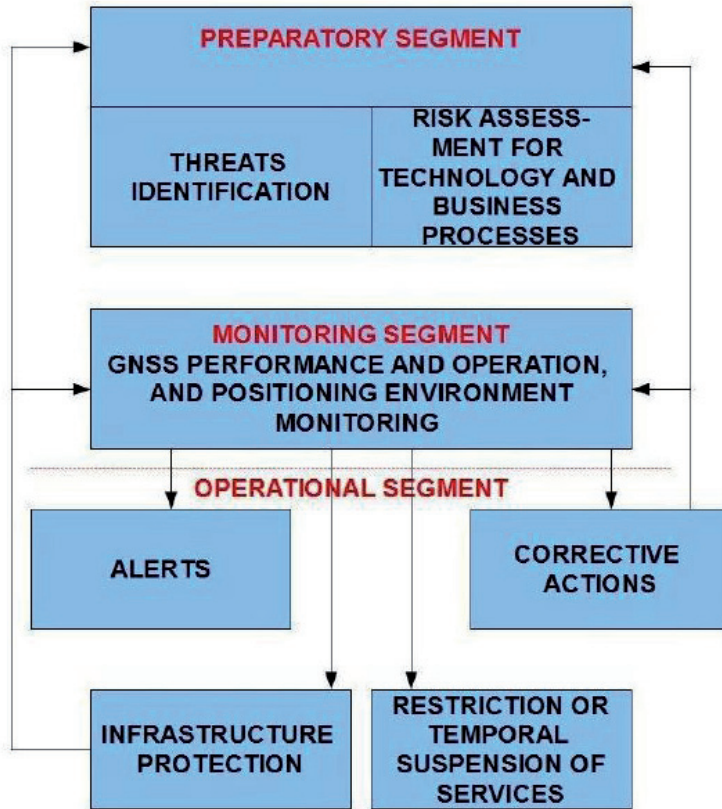 PREPARATORY SEGMENT
THREATS
IDENTIFICATION
RISK ASSESS-
MENT FOR
TECHNOLOGY AND
BUSINESS
PROCESSES
MONITORING SEGMENT
GNSS PERFORMANCE AND OPERATION,
AND POSITIONING ENVIRONMENT
MONITORING
OPERATIONAL SEGMENT
ALERTS
CORRECTIVE
ACTIONS
INFRASTRUCTURE
PROTECTION
RESTRICTION OR
TEMPORAL
SUSPENSION OF
SERVICES